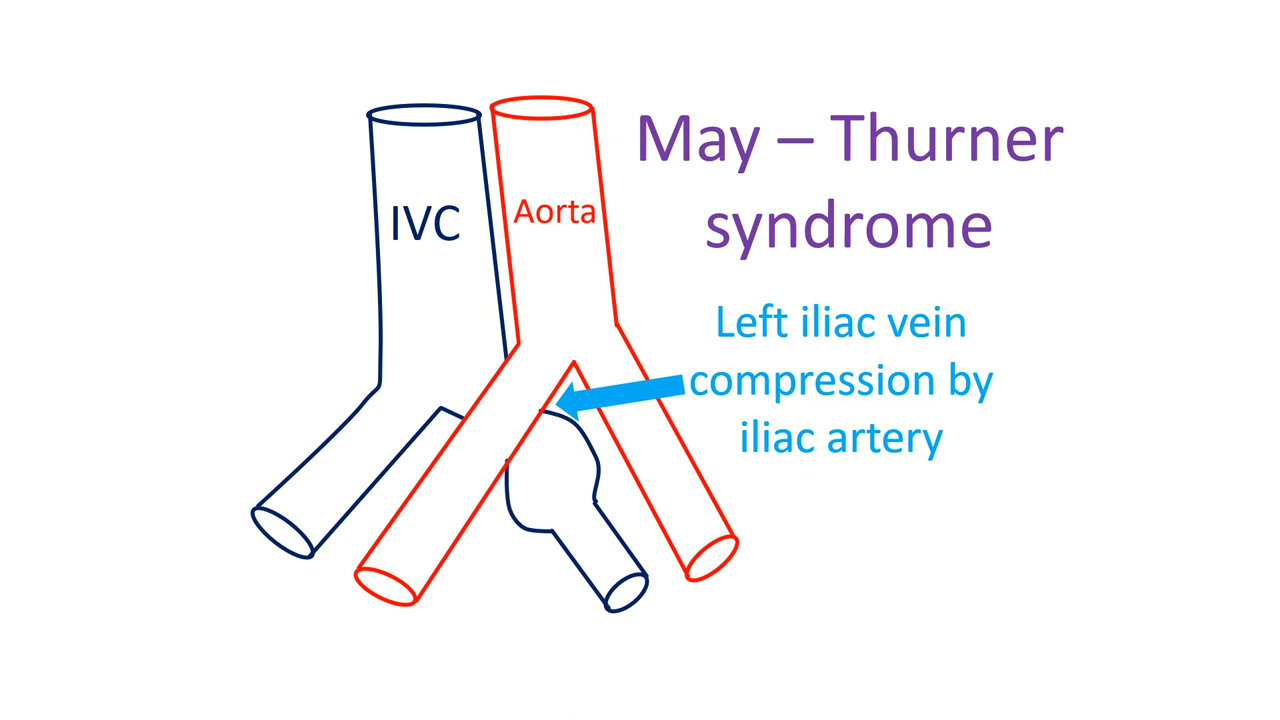 May – Thurner
syndrome
IVC
Aorta
Left iliac vein
compression by
iliac artery